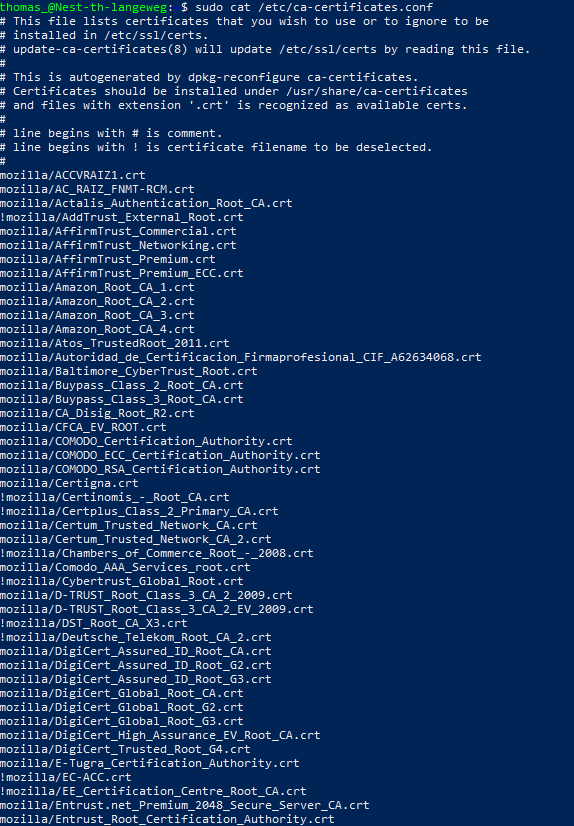 thomas_@Nest-th-langeweg: $ sudo cat /etc/ca-certificates.conf
# This file lists certificates that you wish to use or to ignore to be
# installed in /etc/ssl/certs.
# update-ca-certificates(8) will update /etc/ssl/certs by reading this file.
#
# This is autogenerated by dpkg-reconfigure ca-certificates.
# Certificates should be installed under /usr/share/ca-certificates
# and files with extension '.crt' is recognized as available certs.
#
# line begins with # is comment.
# line begins with ! is certificate filename to be deselected.
#
mozilla/ACCVRAIZ1.crt
mozilla/AC_RAIZ_FNMT-RCM.crt
mozilla/Actalis_Authentication_Root_CA.crt
!mozilla/AddTrust_External_Root.crt
mozilla/AffirmTrust_Commercial.crt
mozilla/AffirmTrust_Networking.crt
mozilla/AffirmTrust_Premium.crt
mozilla/AffirmTrust_Premium_ECC.crt
mozilla/Amazon_Root_CA_1.crt
mozilla/Amazon_Root_CA_2.crt
mozilla/Amazon_Root_CA_3.crt
mozilla/Amazon_Root_CA_4.crt
mozilla/Atos_TrustedRoot_2011.crt
mozilla/Autoridad_de_Certificacion_Firmaprofesional_CIF_A62634068.crt
mozilla/Baltimore_CyberTrust_Root.crt
mozilla/Buypass_Class_2_Root_CA.crt
mozilla/Buypass_Class_3_Root_CA.crt
mozilla/CA_Disig_Root_R2.crt
mozilla/CFCA_EV_ROOT.crt
mozilla/COMODO_Certification_Authority.crt
mozilla/COMODO_ECC_Certification_Authority.crt
mozilla/COMODO_RSA_Certification_Authority.crt
mozilla/Certigna.crt
!mozilla/Certinomis_-_Root_CA.crt
!mozilla/Certplus_Class_2_Primary_CA.crt
mozilla/Certum_Trusted_Network_CA.crt
mozilla/Certum_Trusted_Network_CA_2.crt
!mozilla/Chambers_of_Commerce_Root_-_2008.crt
mozilla/Comodo_AAA_Services_root.crt
!mozilla/Cybertrust_Global_Root.crt
mozilla/D-TRUST_Root_Class_3_CA_2_2009.crt
mozilla/D-TRUST_Root_Class_3_CA_2_EV_2009.crt
!mozilla/DST_Root_CA_X3.crt
!mozilla/Deutsche_Telekom_Root_CA_2.crt
mozilla/DigiCert_Assured_ID_Root_CA.crt
mozilla/DigiCert_Assured_ID_Root_G2.crt
mozilla/DigiCert_Assured_ID_Root_G3.crt
mozilla/DigiCert_Global_Root_CA.crt
mozilla/DigiCert_Global_Root_G2.crt
mozilla/DigiCert_Global_Root_G3.crt
mozilla/DigiCert_High_Assurance_EV_Root_CA.crt
mozilla/DigiCert_Trusted_Root_G4.crt
mozilla/E-Tugra_Certification_Authority.crt
!mozilla/EC-ACC.crt
!mozilla/EE_Certification_Centre_Root_CA.crt
mozilla/Entrust.net_Premium_2048_Secure_Server_CA.crt
mozilla/Entrust_Root_Certification_Authority.crt